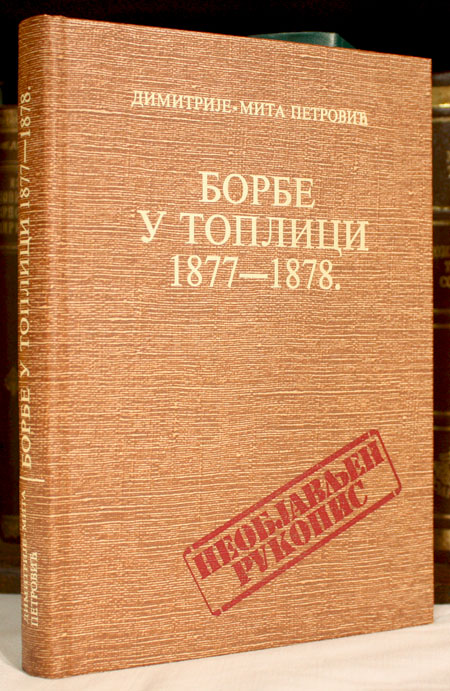 ДИМИТРИЈЕ-МИТА ПЕТРОВИЋ
БОРБЕ
У ТОПЛИЦИ
1877—1878.
НЕОБЈАВЉЕН
РУКОПИС
ДИМИТРИЈЕ-МИТА
ПЕТРОВИЋ
БОРБЕ У ТОПЛИЦИ 1877—1878.